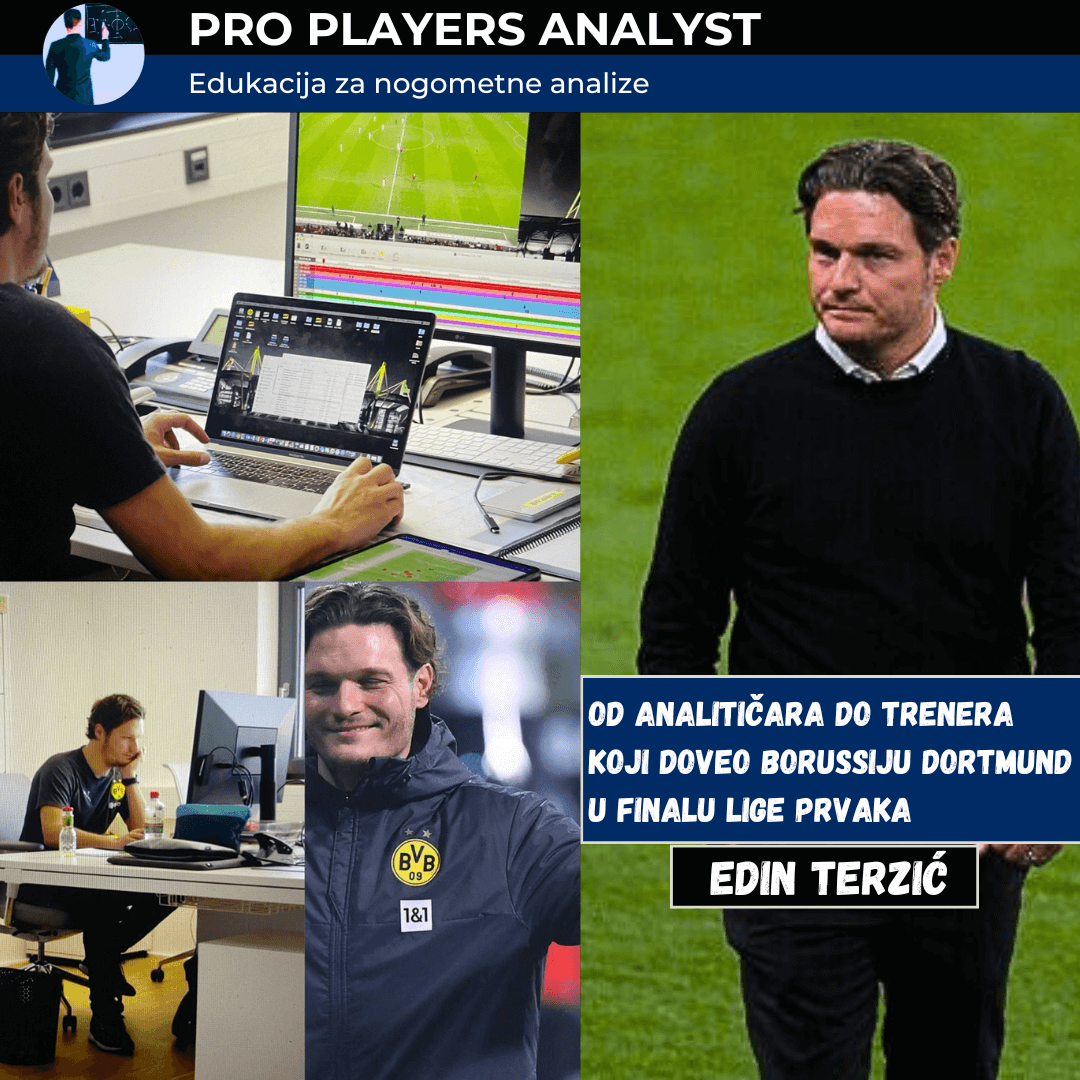 PRO PLAYERS ANALYST
Edukacija za nogometne analize
OD ANALITIČARA DO TRENERA
KOJI DOVEO BORUSSIJU DORTMUND
U FINALU LIGE PRVAKA
EDIN TERZIĆ
BVB
09
1&1
LG